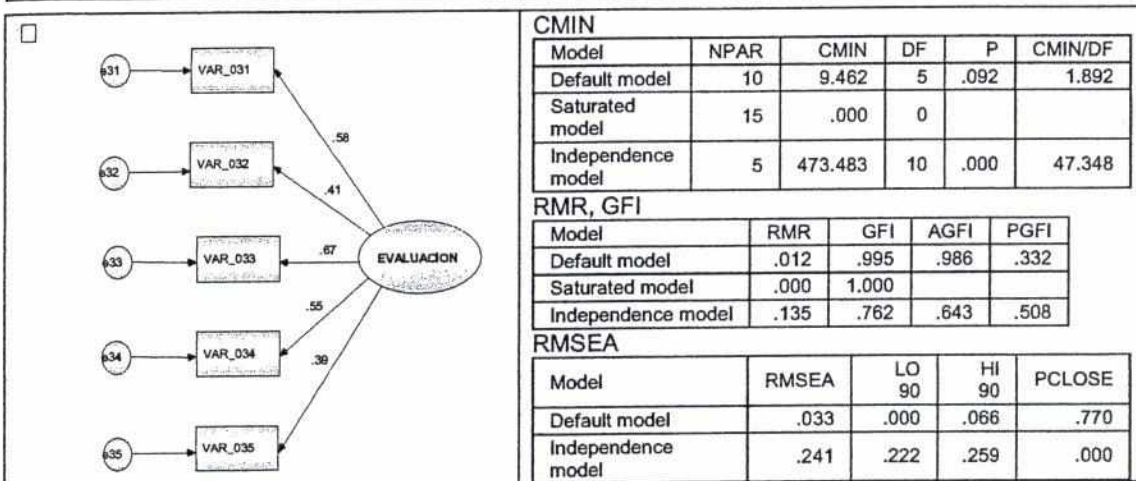 e31
VAR_031
.58
e32
VAR_032
.41
e33
VAR_033
.67
EVALUACION
e34
VAR_034
.55
e35
VAR_035
.39
CMIN
Model NPAR CMIN DF P CMIN/DF
Default model 10 9.462 5 .092 1.892
Saturated model 15 .000 0
Independence model 5 473.483 10 .000 47.348
RMR, GFI
Model RMR GFI AGFI PGFI
Default model .012 .995 .986 .332
Saturated model .000 1.000
Independence model .135 .762 .643 .508
RMSEA
Model RMSEA LO 90 HI 90 PCLOSE
Default model .033 .000 .066 .770
Independence model .241 .222 .259 .000